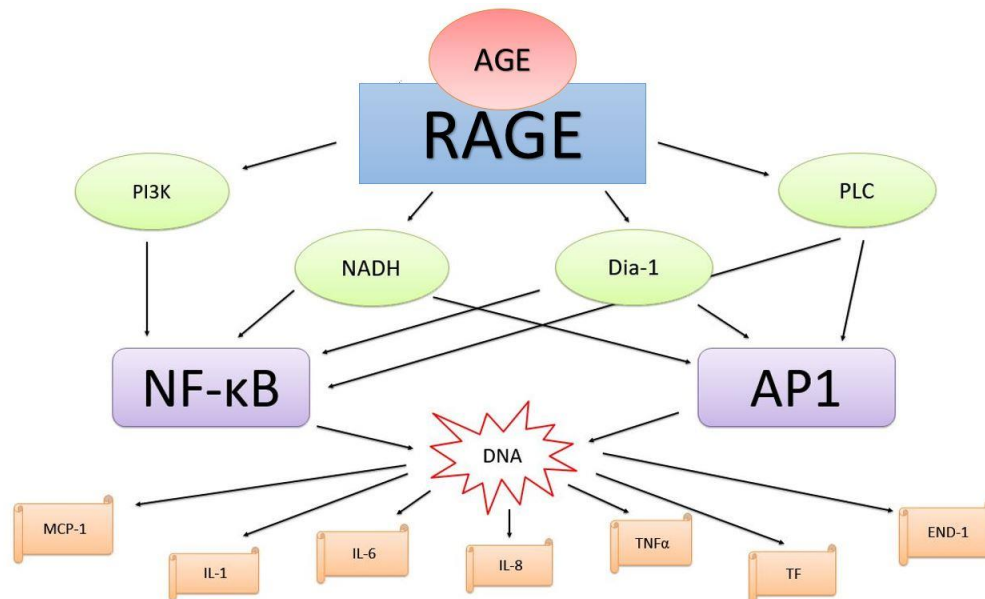 AGE
RAGE
PI3K
PLC
NADH
Dia-1
NF-κB
AP1
DNA
MCP-1
IL-1
IL-6
IL-8
TNFα
TF
END-1